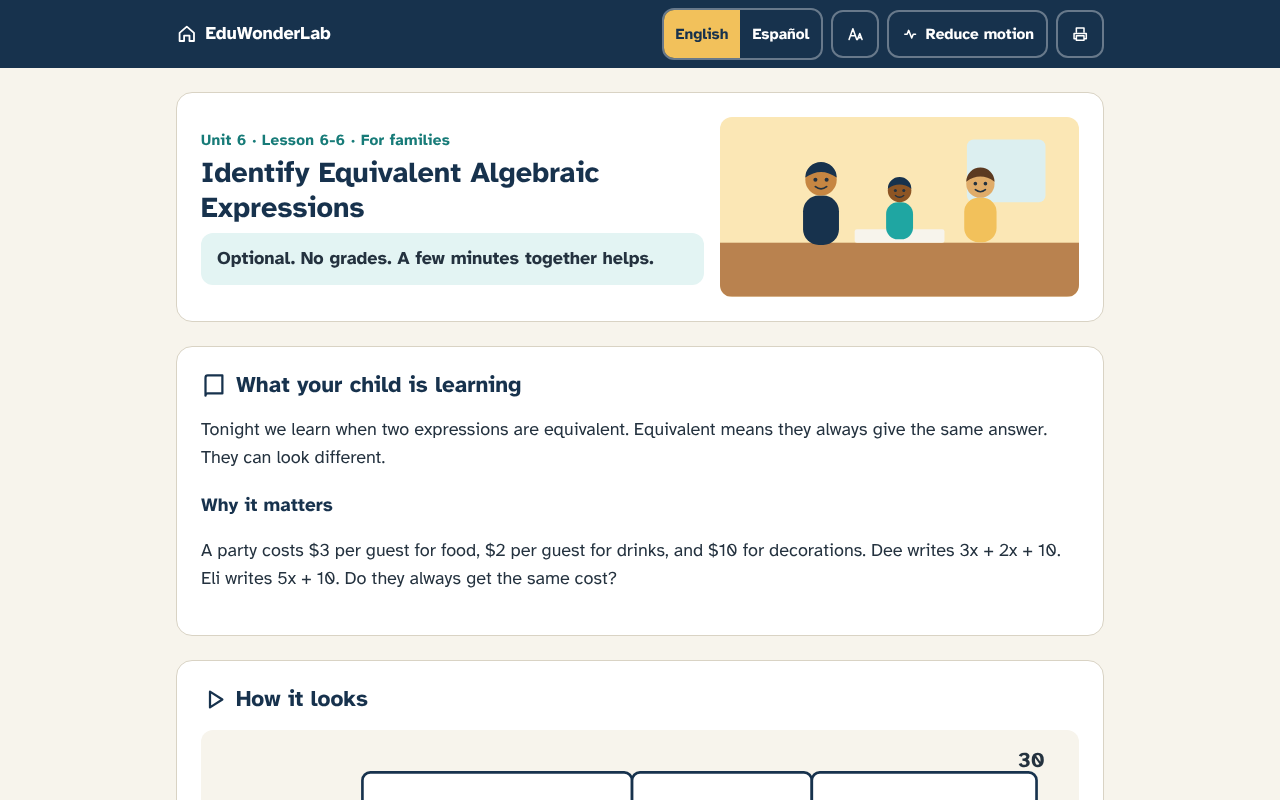 EduWonderLab
English
Español
Reduce motion
Unit 6 · Lesson 6-6 · For families
Identify Equivalent Algebraic
Expressions
Optional. No grades. A few minutes together helps.
What your child is learning
Tonight we learn when two expressions are equivalent. Equivalent means they always give the same answer.
They can look different.
Why it matters
A party costs $3 per guest for food, $2 per guest for drinks, and $10 for decorations. Dee writes 3x + 2x + 10.
Eli writes 5x + 10. Do they always get the same cost?
How it looks
30